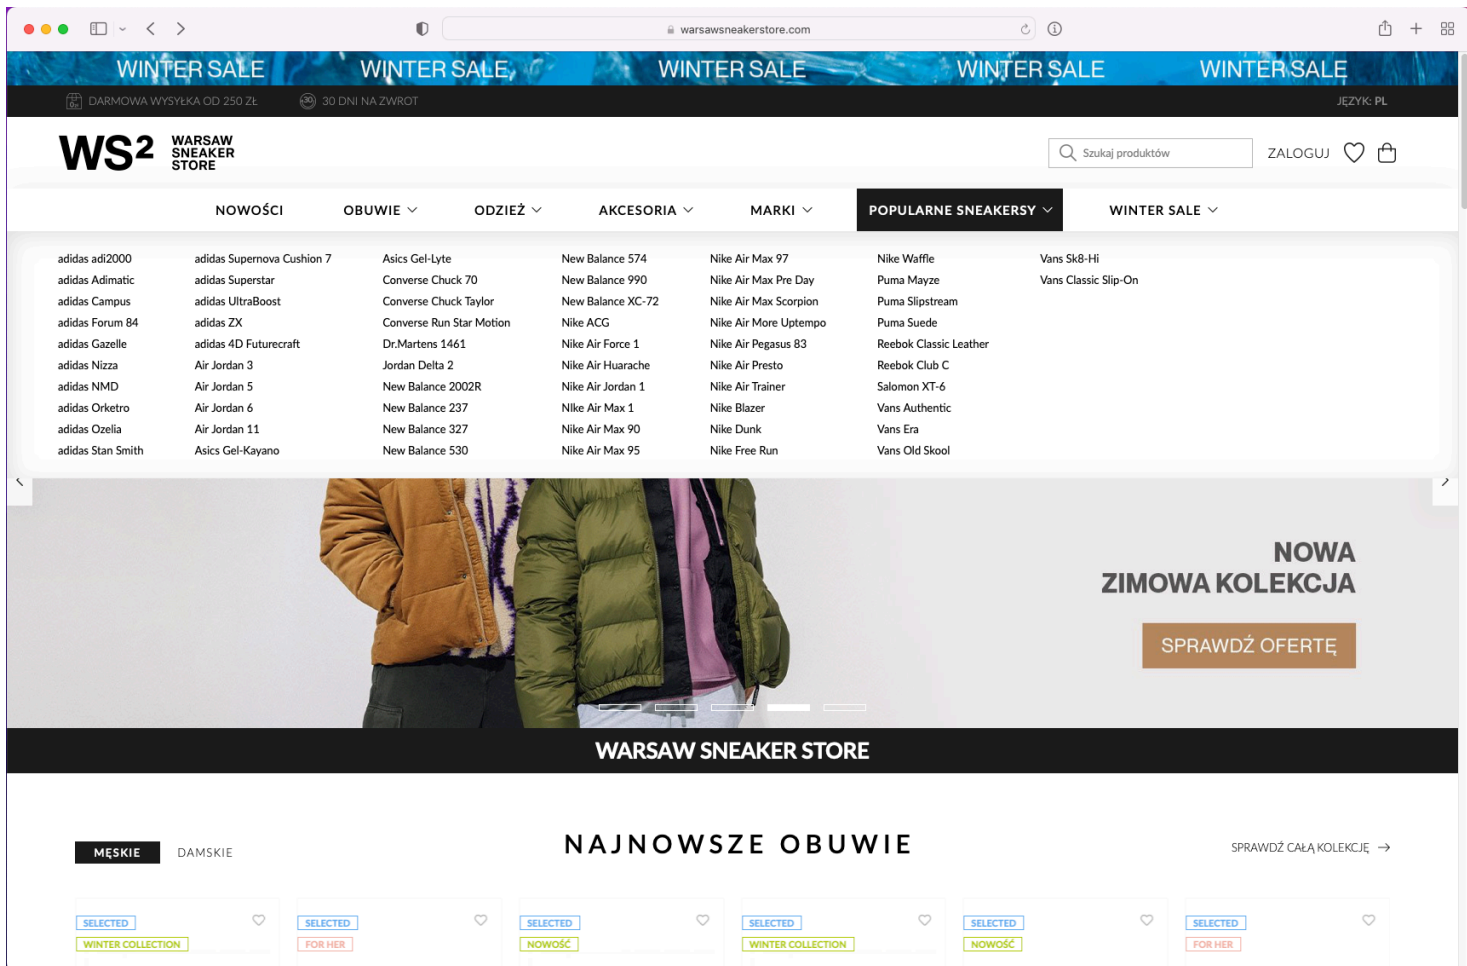 warsawsneakerstore.com
WINTER SALE WINTER SALE, WINTER SALE WINTER SALE WINTER SALE
DARMOWA WYSYŁKA OD 250 ZŁ
30 DNI NA ZWROT
JĘZYK: PL
WS2
WARSAW
SNEAKER
STORE
Szukaj produktów
ZALOGUJ
NOWOŚCI OBUWIE ODZIEŻ AKCESORIA MARKI POPULARNE SNEAKERSY WINTER SALE
adidas adi2000
adidas Adimatic
adidas Campus
adidas Forum 84
adidas Gazelle
adidas Nizza
adidas NMD
adidas Orketro
adidas Ozelia
adidas Stan Smith
adidas Supernova Cushion 7
adidas Superstar
adidas UltraBoost
adidas ZX
adidas 4D Futurecraft
Air Jordan 3
Air Jordan 5
Air Jordan 6
Air Jordan 11
Asics Gel-Kayano
Asics Gel-Lyte
Converse Chuck 70
Converse Chuck Taylor
Converse Run Star Motion
Dr.Martens 1461
Jordan Delta 2
New Balance 2002R
New Balance 237
New Balance 327
New Balance 530
New Balance 574
New Balance 990
New Balance XC-72
Nike ACG
Nike Air Force 1
Nike Air Huarache
Nike Air Jordan 1
NIke Air Max 1
Nike Air Max 90
Nike Air Max 95
Nike Air Max 97
Nike Air Max Pre Day
Nike Air Max Scorpion
Nike Air More Uptempo
Nike Air Pegasus 83
Nike Air Presto
Nike Air Trainer
Nike Blazer
Nike Dunk
Nike Free Run
Nike Waffle
Puma Mayze
Puma Slipstream
Puma Suede
Reebok Classic Leather
Reebok Club C
Salomon XT-6
Vans Authentic
Vans Era
Vans Old Skool
Vans Sk8-Hi
Vans Classic Slip-On
NOWA
ZIMOWA KOLEKCJA
SPRAWDŹ OFERTĘ
WARSAW SNEAKER STORE
MĘSKIE DAMSKIE
NAJNOWSZE OBUWIE
SPRAWDŹ CAŁĄ KOLEKCJĘ
SELECTED
WINTER COLLECTION
SELECTED
FOR HER
SELECTED
NOWOŚĆ
SELECTED
WINTER COLLECTION
SELECTED
NOWOŚĆ
SELECTED
FOR HER